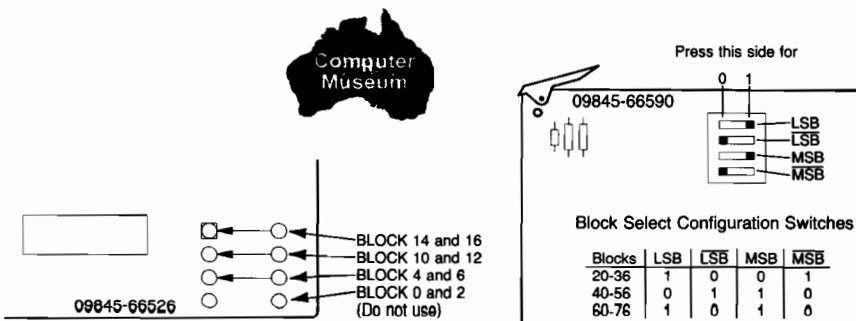 Computer
Museum
Press this side for
0 1
09845-66590
LSB
LSB
MSB
MSB
BLOCK 14 and 16
BLOCK 10 and 12
BLOCK 4 and 6
BLOCK 0 and 2
(Do not use)
09845-66526
Block Select Configuration Switches
Blocks LSB LSB MSB MSB
20-36 1 0 0 1
40-56 0 1 1 0
60-76 1 0 1 0